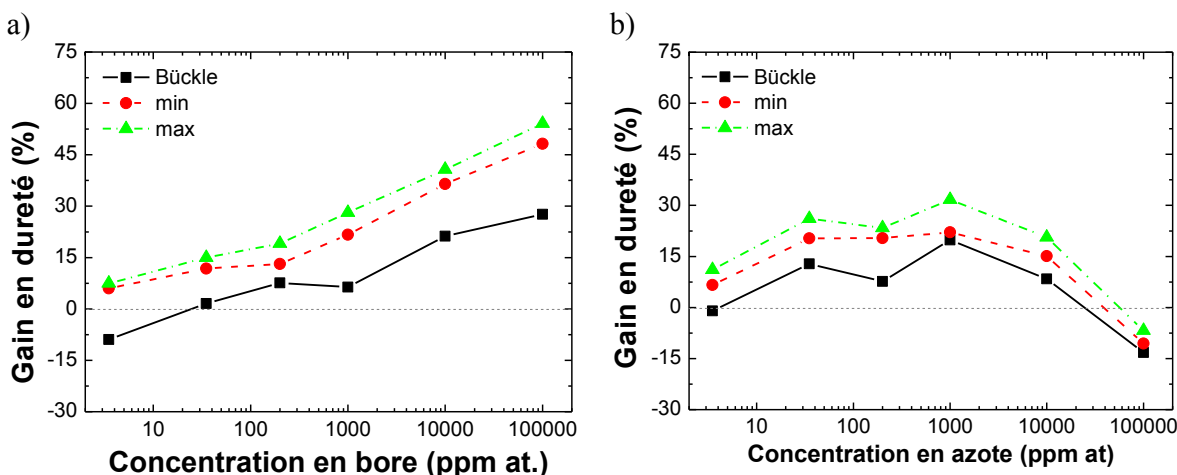 a)
75
60
45
30
15
0
-15
-30
Gain en dureté (%)
Bückle
min
max
10
100
1000
10000
100000
Concentration en bore (ppm at.)
b)
75
60
45
30
15
0
-15
-30
Gain en dureté (%)
Bückle
min
max
10
100
1000
10000
100000
Concentration en azote (ppm at)